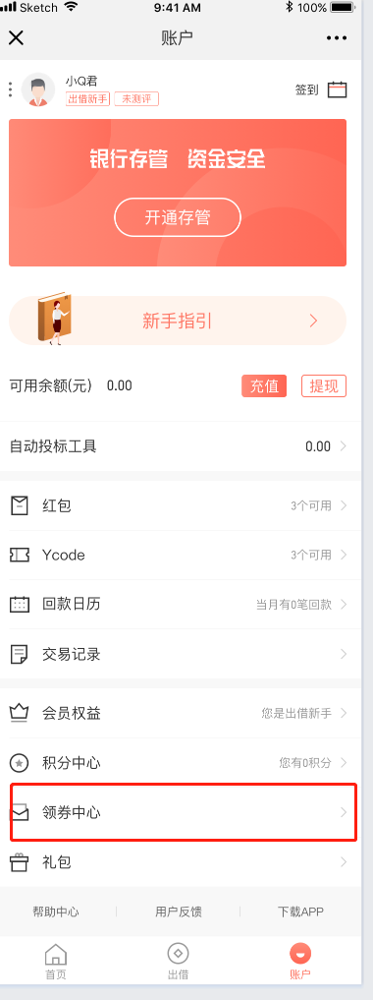 Sketch 9:41 AM 100%
账户
小Q君
出借新手 未测评 签到
银行存管 资金安全
开通存管
新手指引
可用余额(元) 0.00 充值 提现
自动投标工具 0.00
红包 3个可用
Ycode 3个可用
回款日历 当月有0笔回款
交易记录
会员权益 您是出借新手
积分中心 您有0积分
领券中心
礼包
帮助中心 用户反馈 下载APP
首页 出借 账户